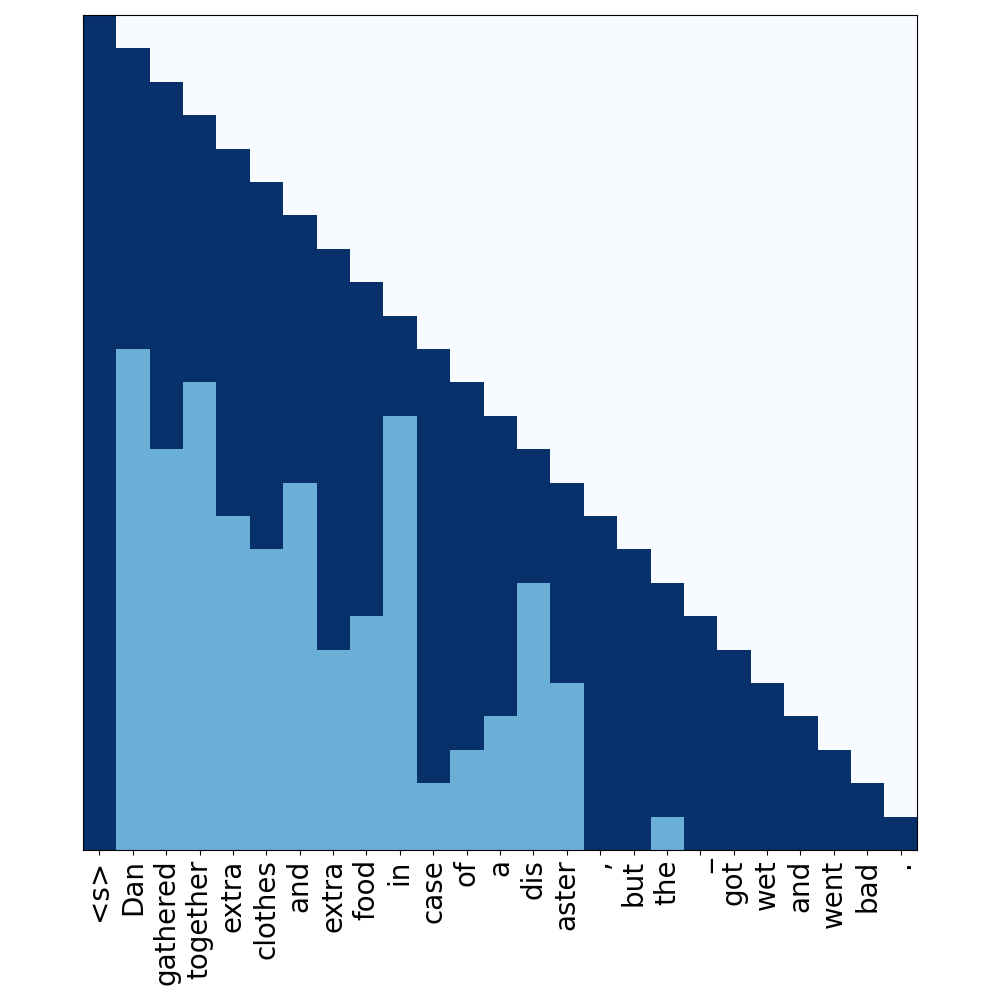 <s>
Dan
gathered
together
extra
clothes
and
extra
food
in
case
of
a
dis
aster
,
but
the
_
got
wet
and
went
bad
.